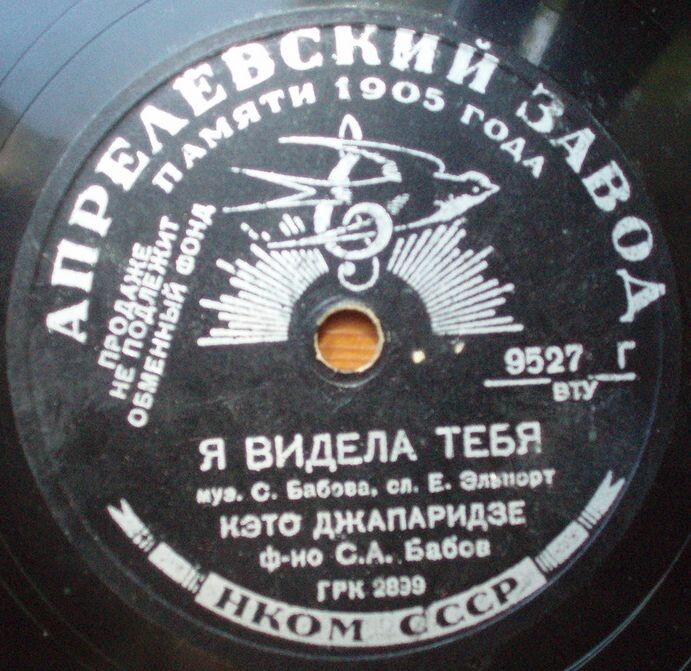 АПРЕЛЕВСКИЙ ЗАВОД
ПАМЯТИ 1905 ГОДА
ПРОДАЖЕ
НЕ ПОДЛЕЖИТ
ОБМЕННЫЙ ФОНД
9527 Г
ВТУ
Я ВИДЕЛА ТЕБЯ
муз. С. Бабова, сл. Е. Эльпорт
КЭТО ДЖАПАРИДЗЕ
ф-но С.А. Бабов
ГРК 2899
НКОМ СССР